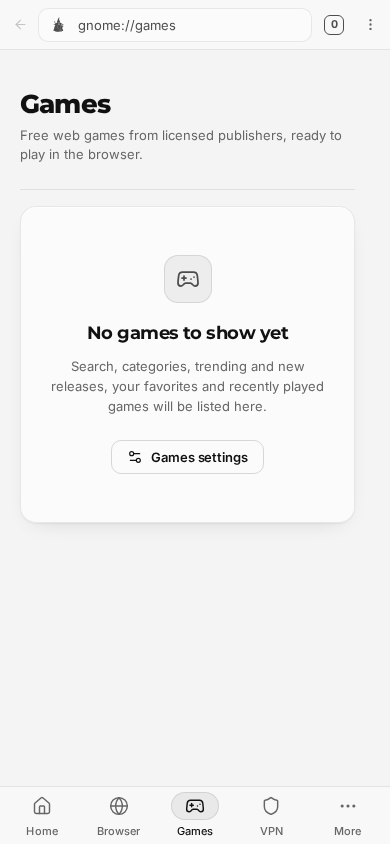 gnome://games
0
Games
Free web games from licensed publishers, ready to
play in the browser.
No games to show yet
Search, categories, trending and new
releases, your favorites and recently played
games will be listed here.
Games settings
Home
Browser
Games
VPN
More